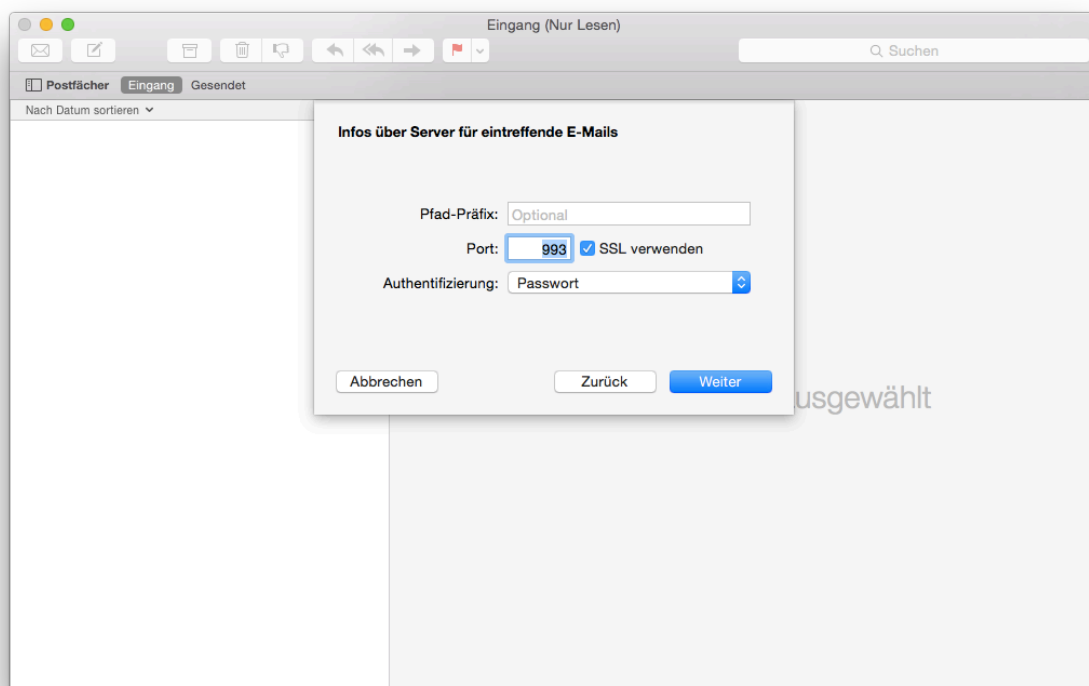 Eingang (Nur Lesen)
Suchen
Postfächer Eingang Gesendet
Nach Datum sortieren
Infos über Server für eintreffende E-Mails
Pfad-Präfix: Optional
Port: 993 SSL verwenden
Authentifizierung: Passwort
Abbrechen Zurück Weiter
usgewählt